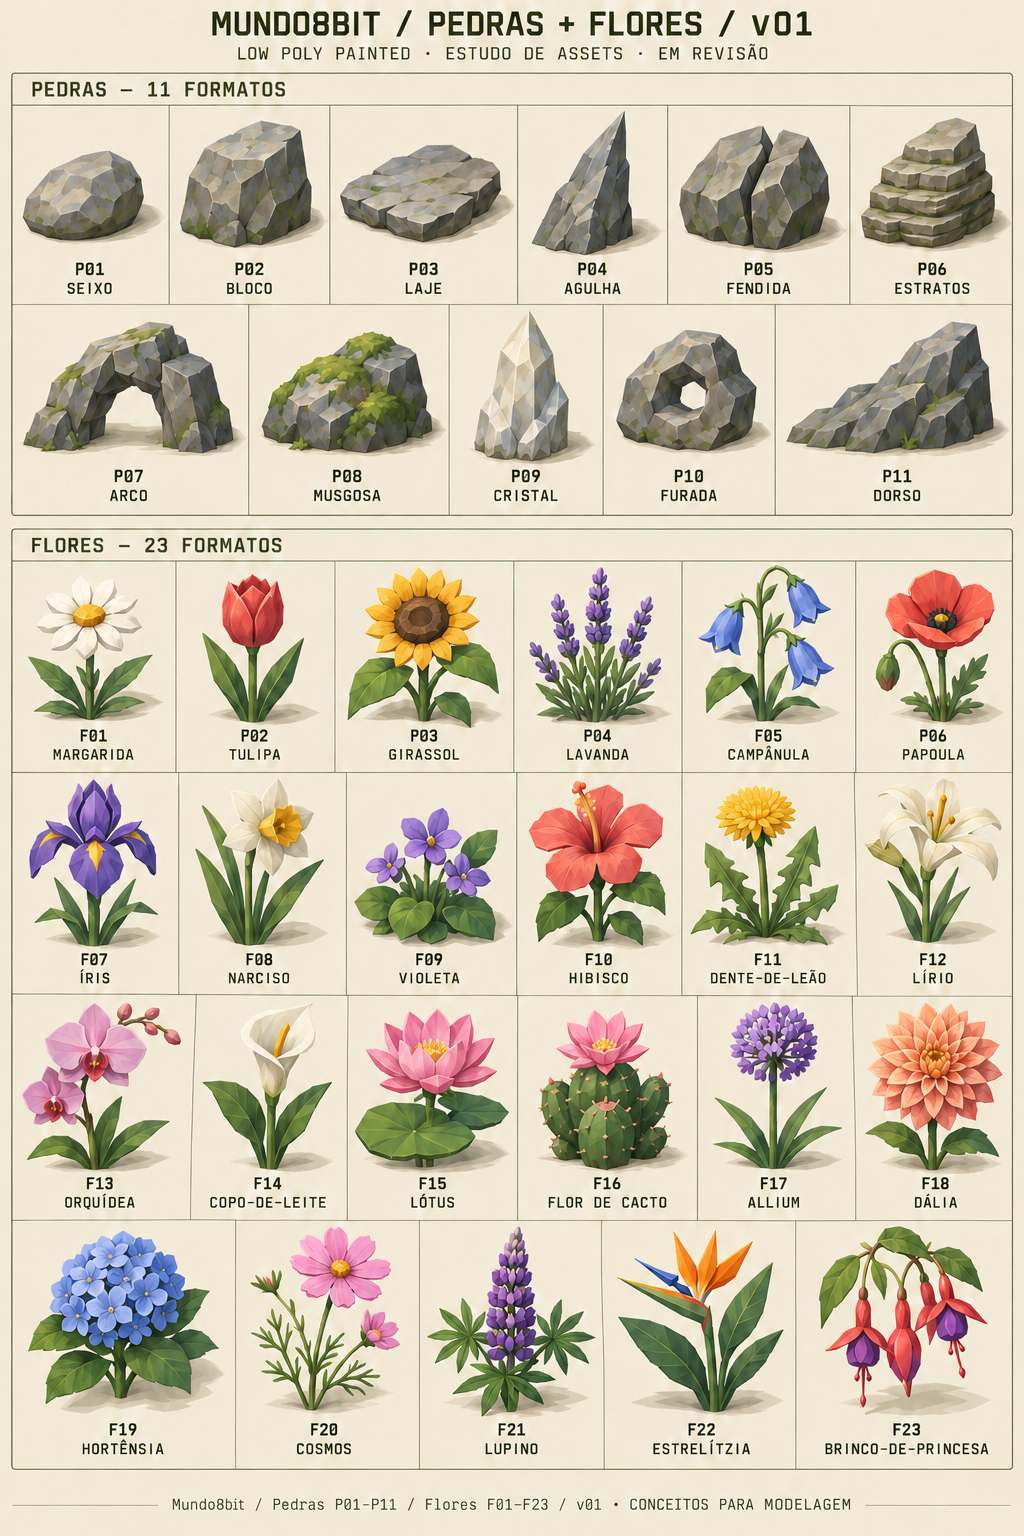 MUNDO8BIT / PEDRAS + FLORES / v01
LOW POLY PAINTED · ESTUDO DE ASSETS · EM REVISÃO
PEDRAS — 11 FORMATOS
P01
SEIXO
P02
BLOCO
P03
LAJE
P04
AGULHA
P05
FENDIDA
P06
ESTRATOS
P07
ARCO
P08
MUSGOSA
P09
CRISTAL
P10
FURADA
P11
DORSO
FLORES — 23 FORMATOS
F01
MARGARIDA
P02
TULIPA
P03
GIRASSOL
P04
LAVANDA
F05
CAMPÂNULA
P06
PAPOULA
F07
ÍRIS
F08
NARCISO
F09
VIOLETA
F10
HIBISCO
F11
DENTE-DE-LEÃO
F12
LÍRIO
F13
ORQUÍDEA
F14
COPO-DE-LEITE
F15
LÓTUS
F16
FLOR DE CACTO
F17
ALLIUM
F18
DÁLIA
F19
HORTÊNSIA
F20
COSMOS
F21
LUPINO
F22
ESTRELÍTZIA
F23
BRINCO-DE-PRINCESA
Mundo8bit / Pedras P01-P11 / Flores F01-F23 / v01 • CONCEITOS PARA MODELAGEM